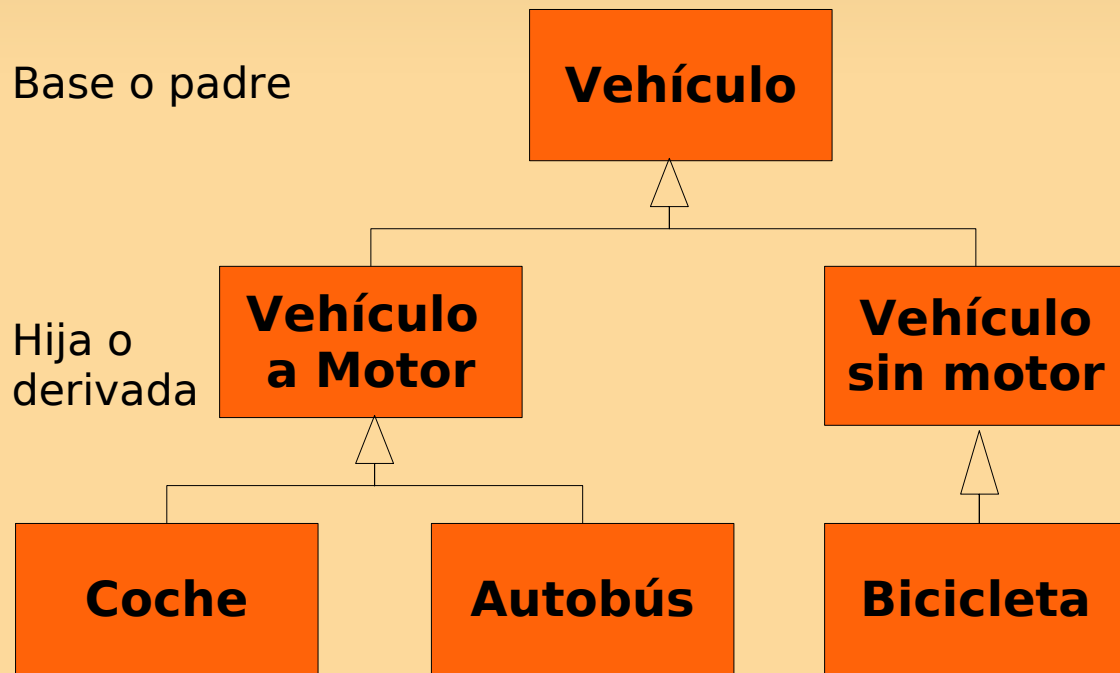 Base o padre
Vehículo
Hija o
derivada
Vehículo
a Motor
Vehículo
sin motor
Coche
Autobús
Bicicleta